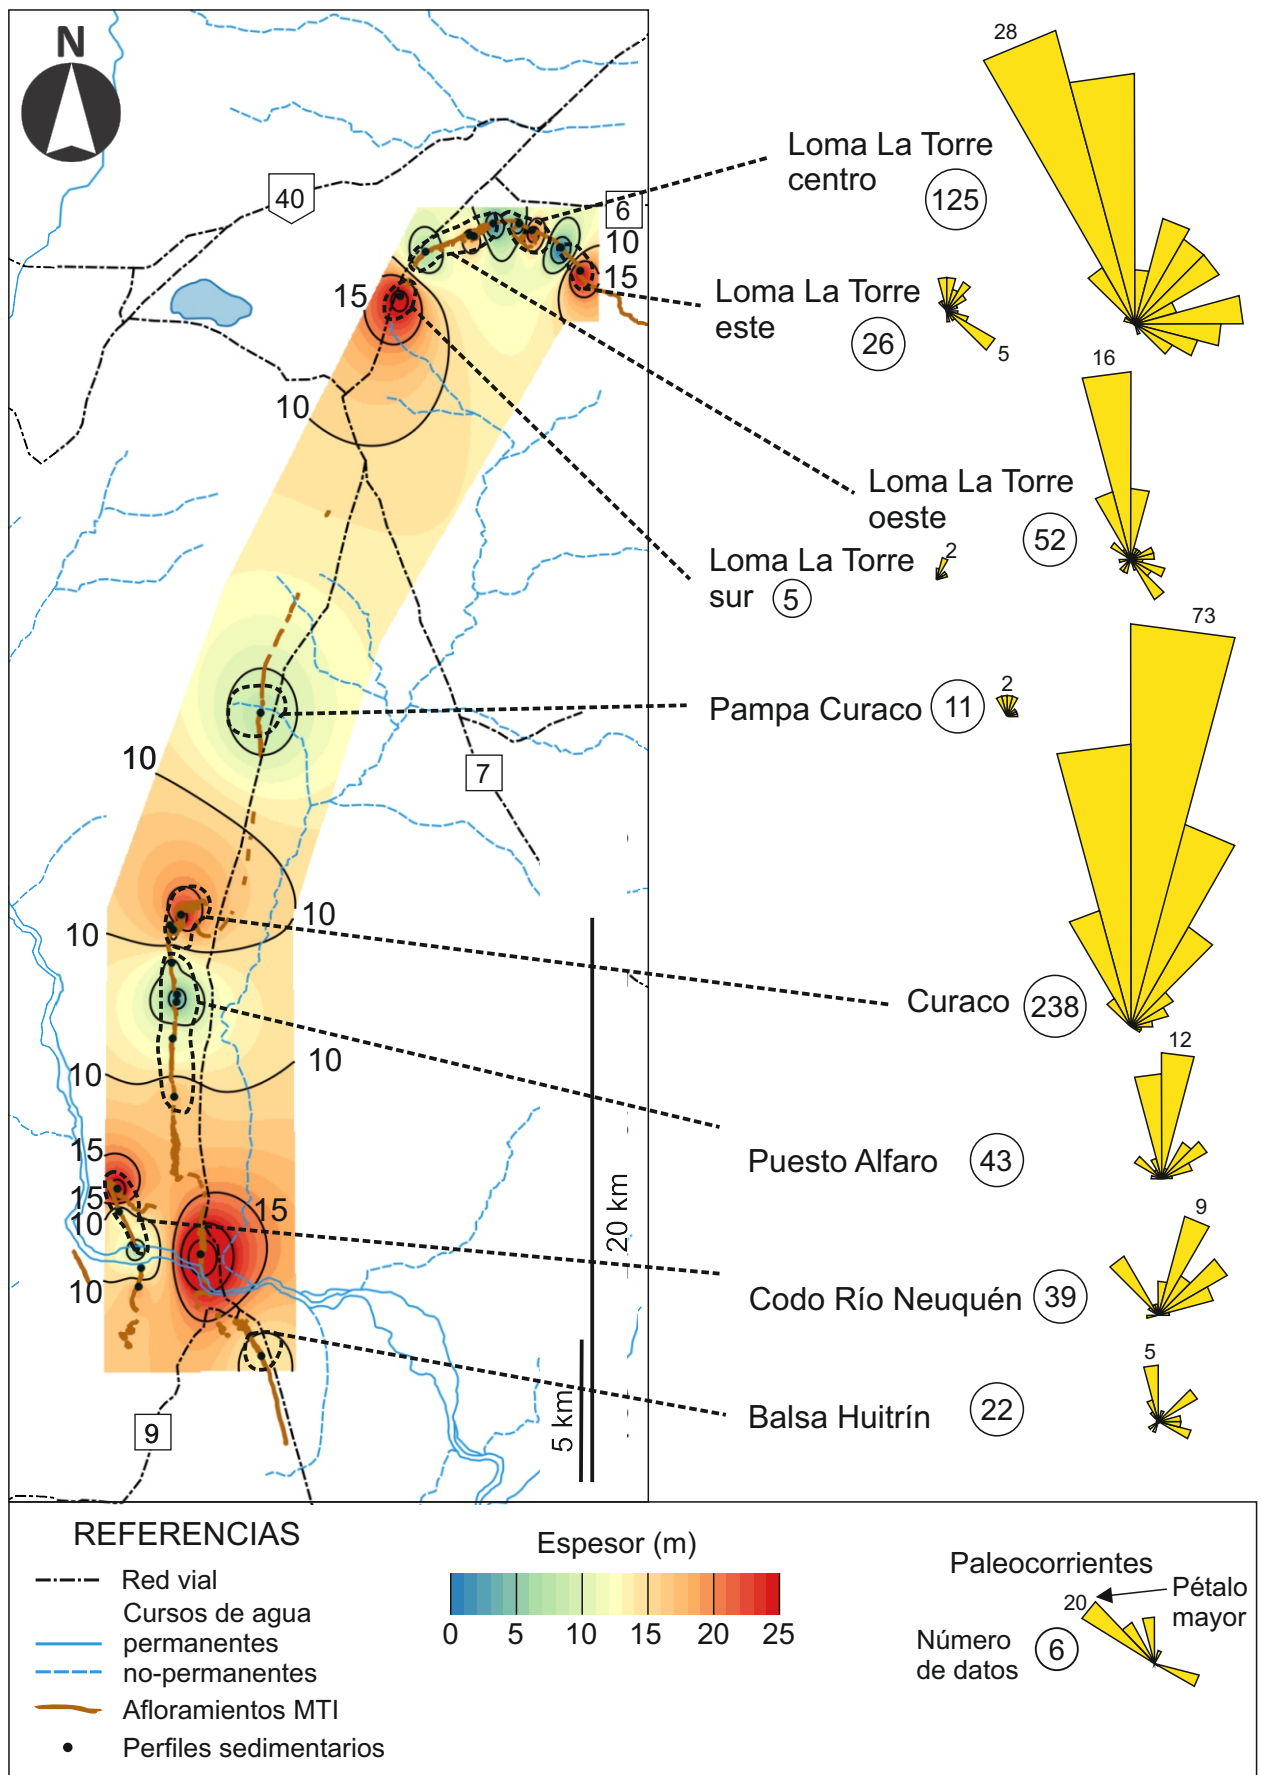 N
40
6
10
15
15
10
10
10
10
10
10
15
15
10
15
10
7
9
20 km
5 km
28
Loma La Torre
centro
125
Loma La Torre
este
26
5
16
Loma La Torre
oeste
52
Loma La Torre
sur
5
2
73
Pampa Curaco
11
2
Curaco
238
12
Puesto Alfaro
43
9
Codo Río Neuquén
39
5
Balsa Huitrín
22
REFERENCIAS
Red vial
Cursos de agua
permanentes
no-permanentes
Afloramientos MTI
Perfiles sedimentarios
Espesor (m)
0 5 10 15 20 25
Paleocorrientes
20
Pétalo
mayor
Número
de datos
6